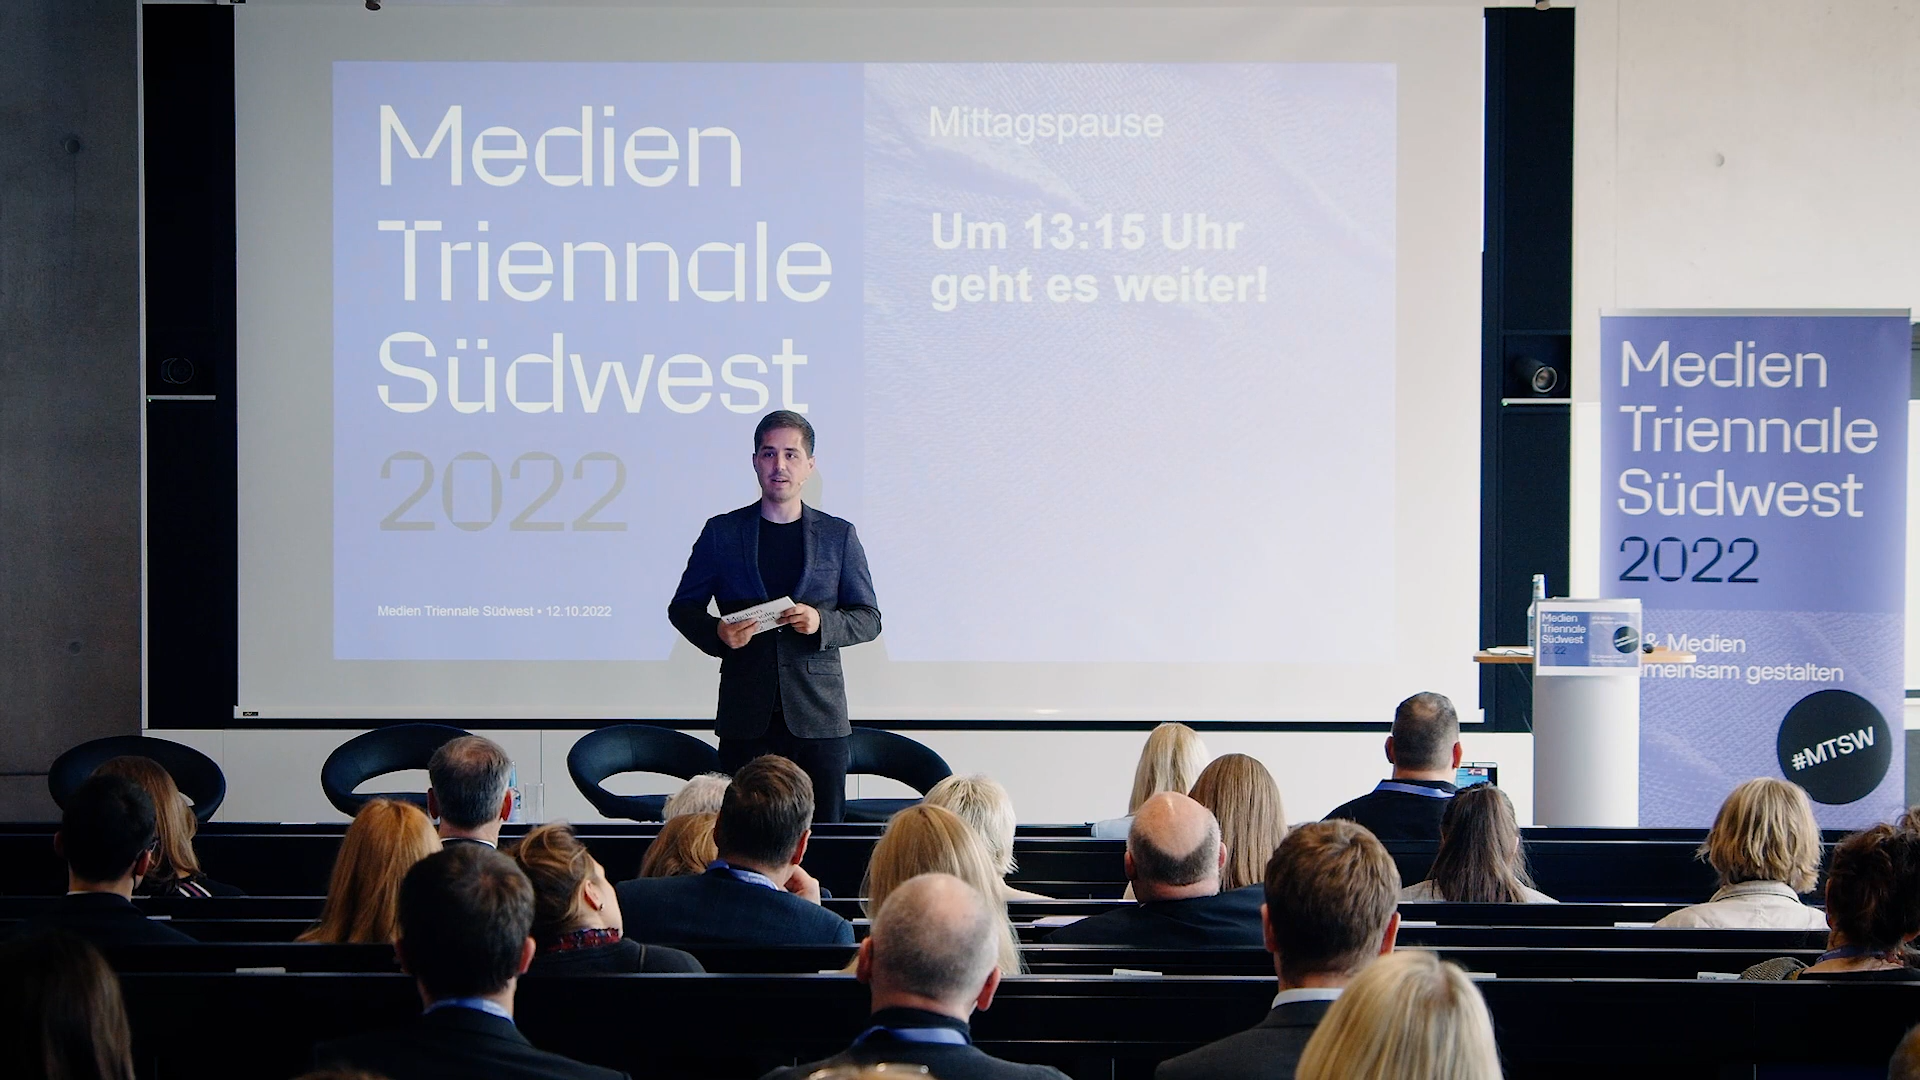 Medien
Triennale
Südwest
2022
Medien Triennale Südwest • 12.10.2022
Mittagspause
Um 13:15 Uhr
geht es weiter!
Medien
Triennale
Südwest
2022
& Medien
meinsam gestalten
#MTSW
Medien
Triennale
Südwest
2022
Medien